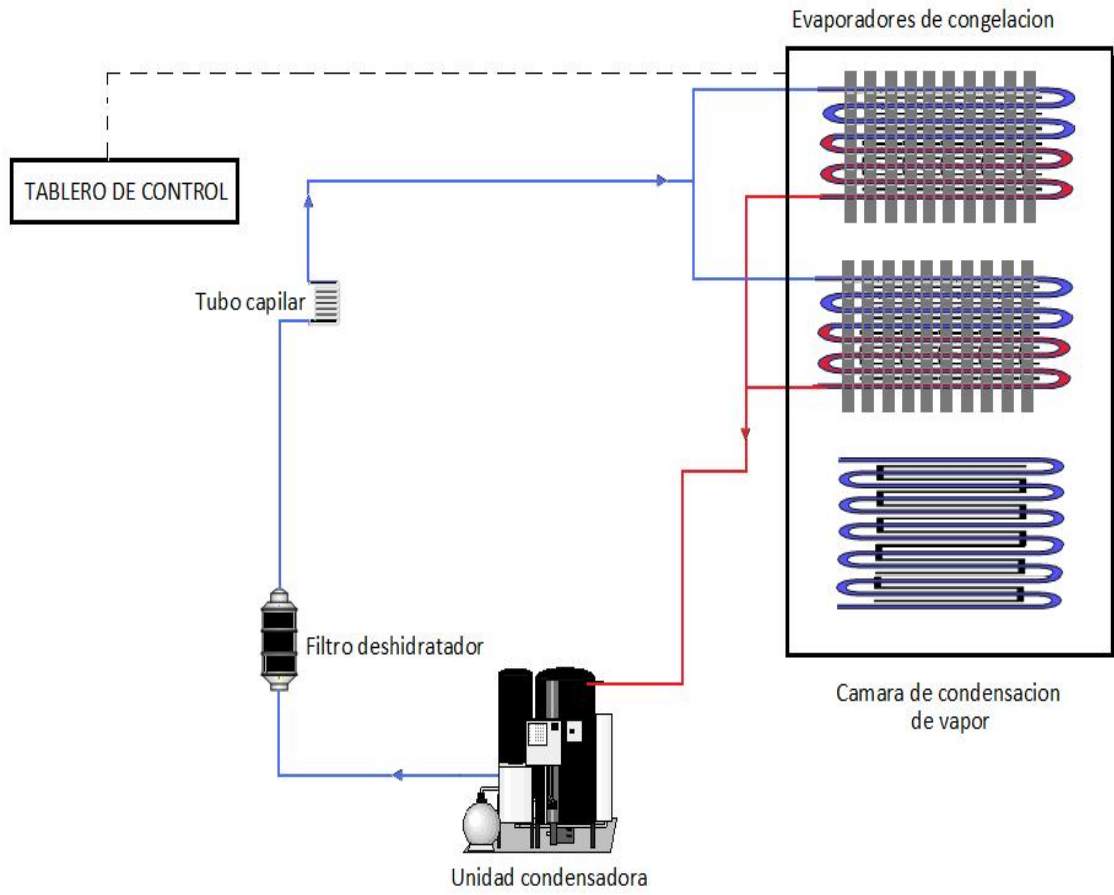 Evaporadores de congelacion
TABLERO DE CONTROL
Tubo capilar
Filtro deshidratador
Camara de condensacion
de vapor
Unidad condensadora